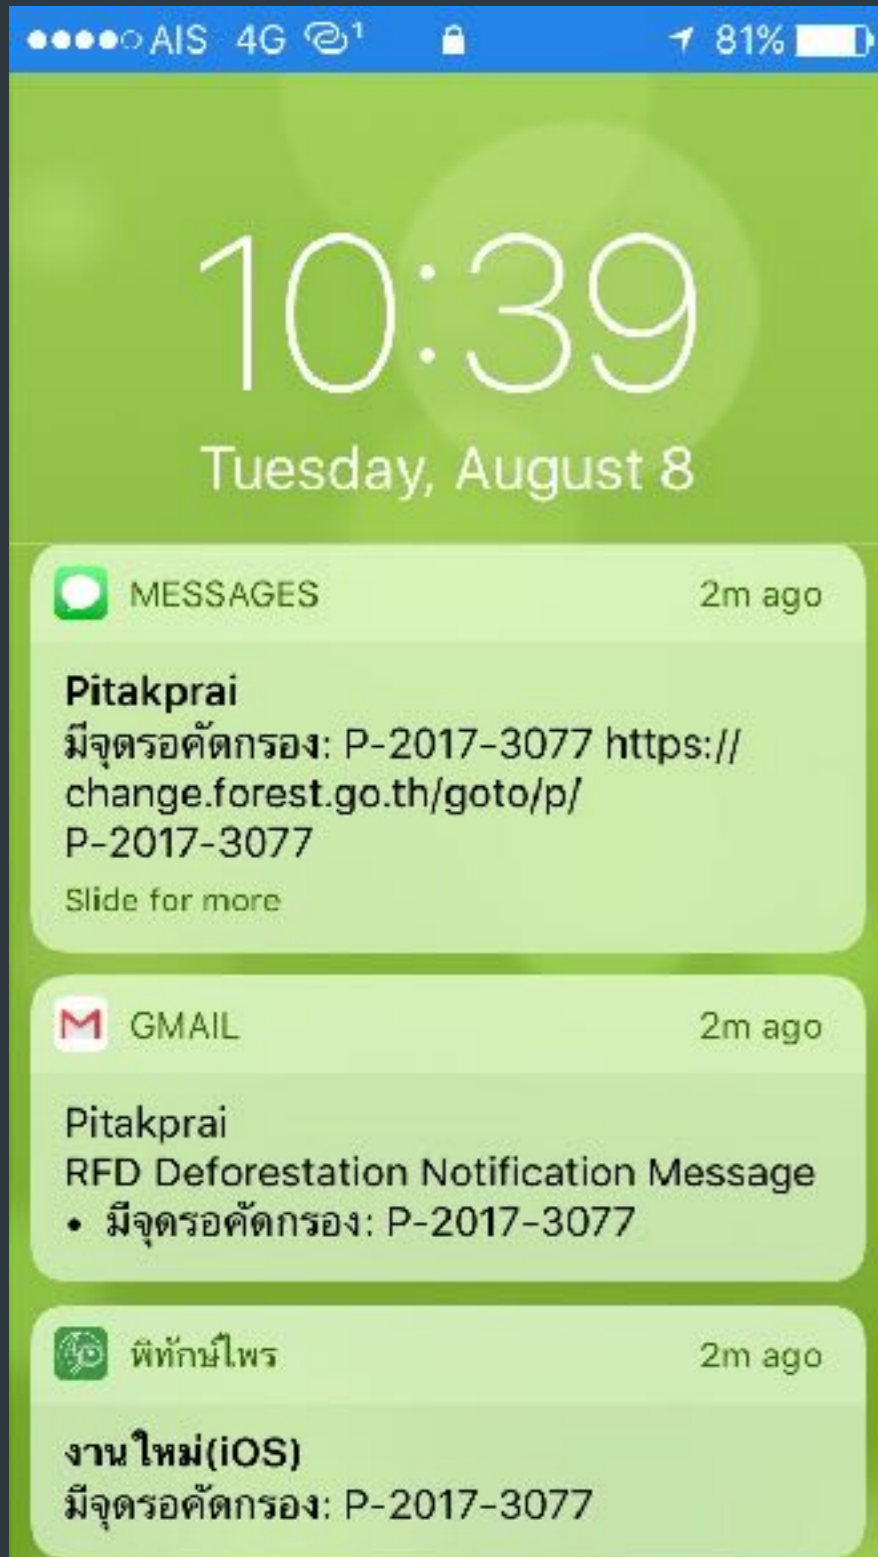 AIS 4G 1 81%
10:39
Tuesday, August 8
MESSAGES 2m ago
Pitakprai
มีจุดรอคัดกรอง: P-2017-3077 https://
change.forest.go.th/goto/p/
P-2017-3077
Slide for more
GMAIL 2m ago
Pitakprai
RFD Deforestation Notification Message
• มีจุดรอคัดกรอง: P-2017-3077
พิทักษ์ไพร 2m ago
งานใหม่(iOS)
มีจุดรอคัดกรอง: P-2017-3077